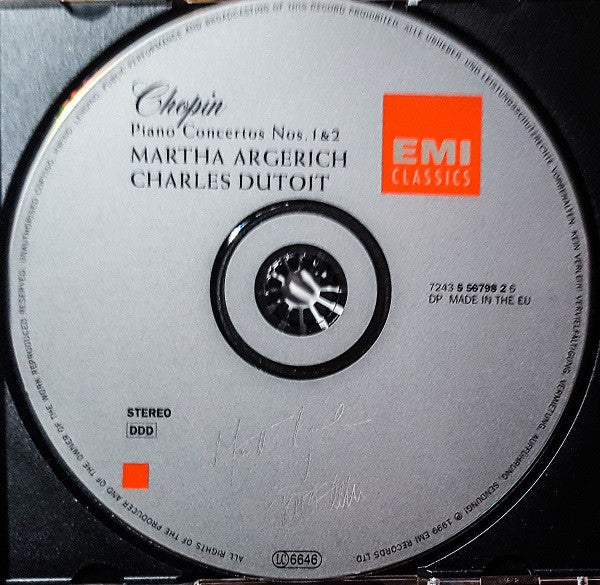 Chopin
Piano Concertos Nos. 1 & 2
MARTHA ARGERICH
CHARLES DUTOIT
EMI
CLASSICS
7243 5 56798 2 6
DP MADE IN THE EU
STEREO
DDD
LC 6646
ALL RIGHTS OF THE PRODUCER AND OF THE OWNER OF THE WORK REPRODUCED RESERVED. UNAUTHORISED COPYING, HIRING, LENDING, PUBLIC PERFORMANCE AND BROADCASTING OF THIS RECORD PROHIBITED. ALLE URHEBER- UND LEISTUNGSSCHUTZRECHTE VORBEHALTEN. KEIN VERLEIH! VERVIELFÄLTIGUNG, VERMIETUNG, AUFFÜHRUNG, SENDUNG! ℗ 1999 EMI RECORDS LTD.